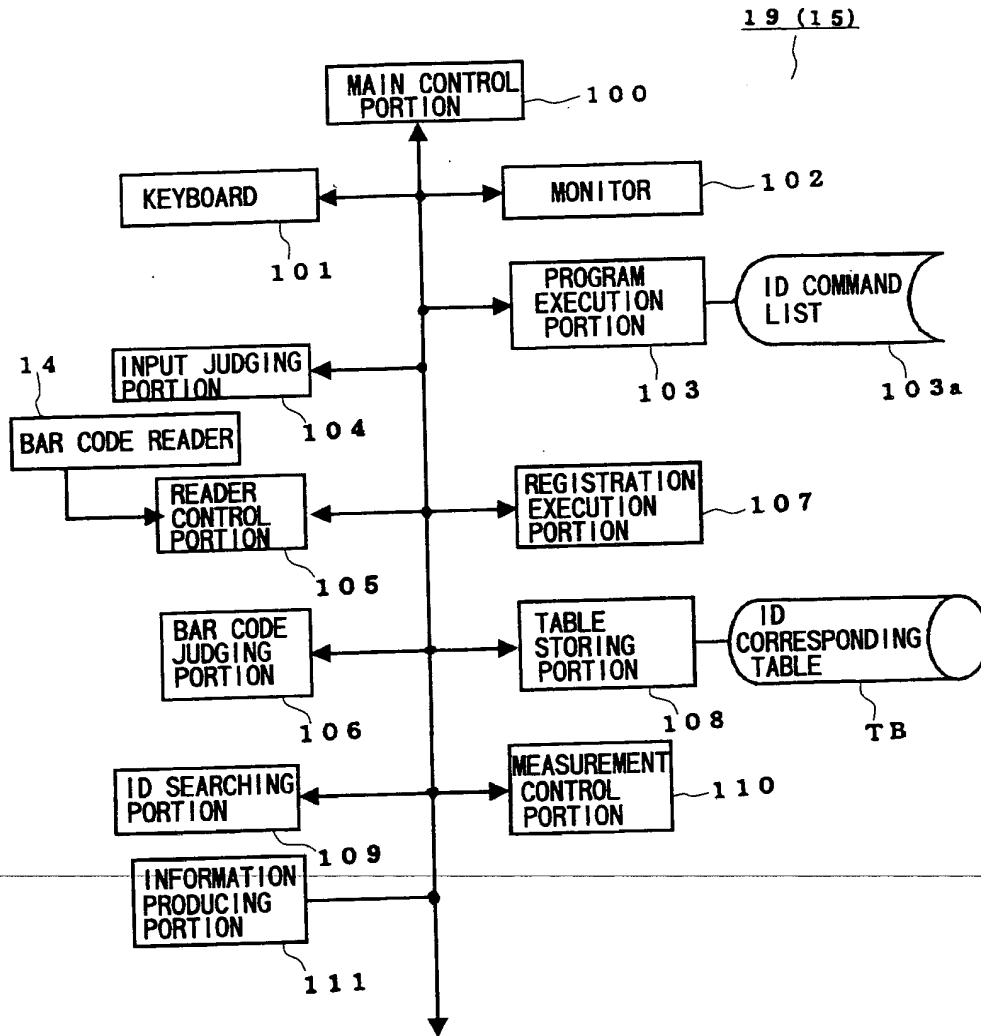 19 (15)
MAIN CONTROL
PORTION
100
KEYBOARD
101
MONITOR
102
PROGRAM
EXECUTION
PORTION
103
ID COMMAND
LIST
103a
INPUT JUDGING
PORTION
104
14
BAR CODE READER
READER
CONTROL
PORTION
105
REGISTRATION
EXECUTION
PORTION
107
BAR CODE
JUDGING
PORTION
106
TABLE
STORING
PORTION
108
ID
CORRESPONDING
TABLE
TB
ID SEARCHING
PORTION
109
MEASUREMENT
CONTROL
PORTION
110
INFORMATION
PRODUCING
PORTION
111